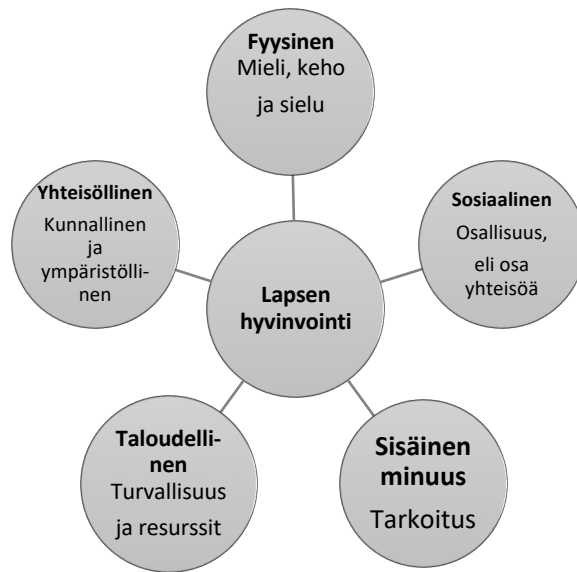 Fyysinen
Mieli, keho
ja sielu
Yhteisöllinen
Kunnallinen
ja
ympäristölli-
nen
Sosiaalinen
Osallisuus,
eli osa
yhteisöä
Lapsen
hyvinvointi
Taloudelli-
nen
Turvallisuus
ja resurssit
Sisäinen
minuus
Tarkoitus